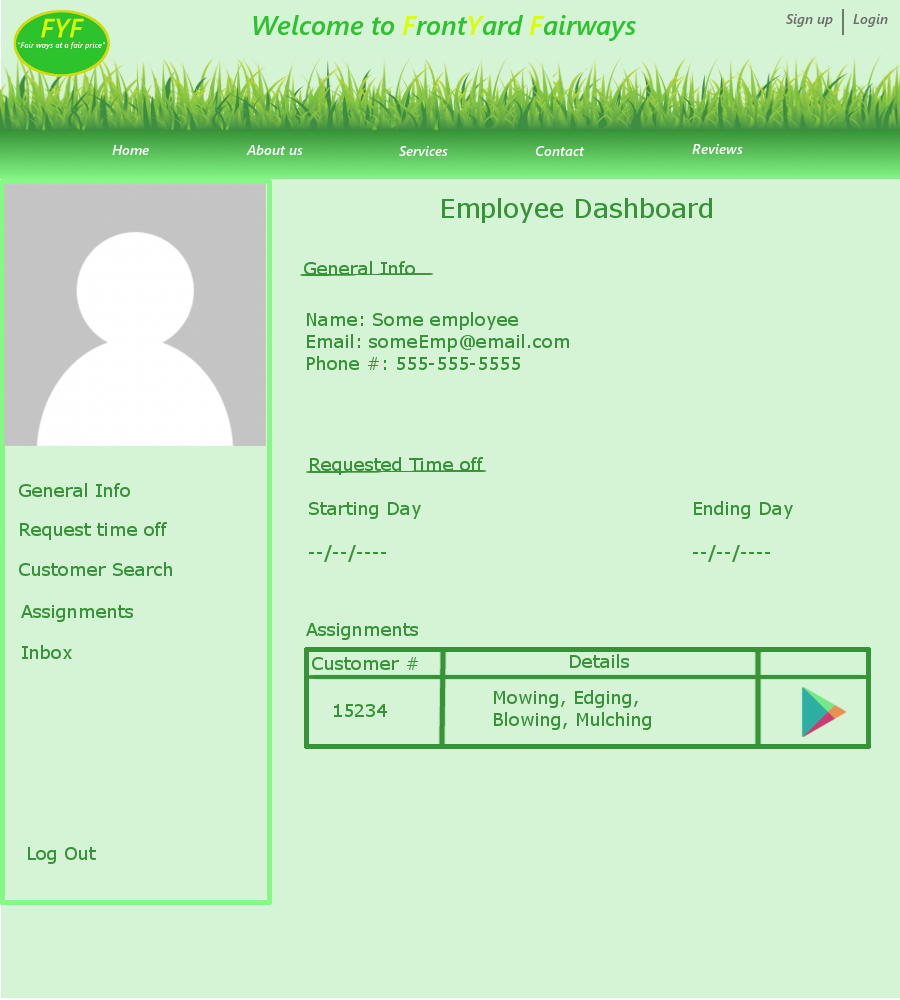 FYF
"Fair ways at a fair price"
Welcome to FrontYard Fairways
Sign up | Login
Home About us Services Contact Reviews
General Info
Request time off
Customer Search
Assignments
Inbox
Log Out
Employee Dashboard
General Info
Name: Some employee
Email: someEmp@email.com
Phone #: 555-555-5555
Requested Time off
Starting Day Ending Day
--/--/---- --/--/----
Assignments
Customer # Details
15234 Mowing, Edging,
Blowing, Mulching